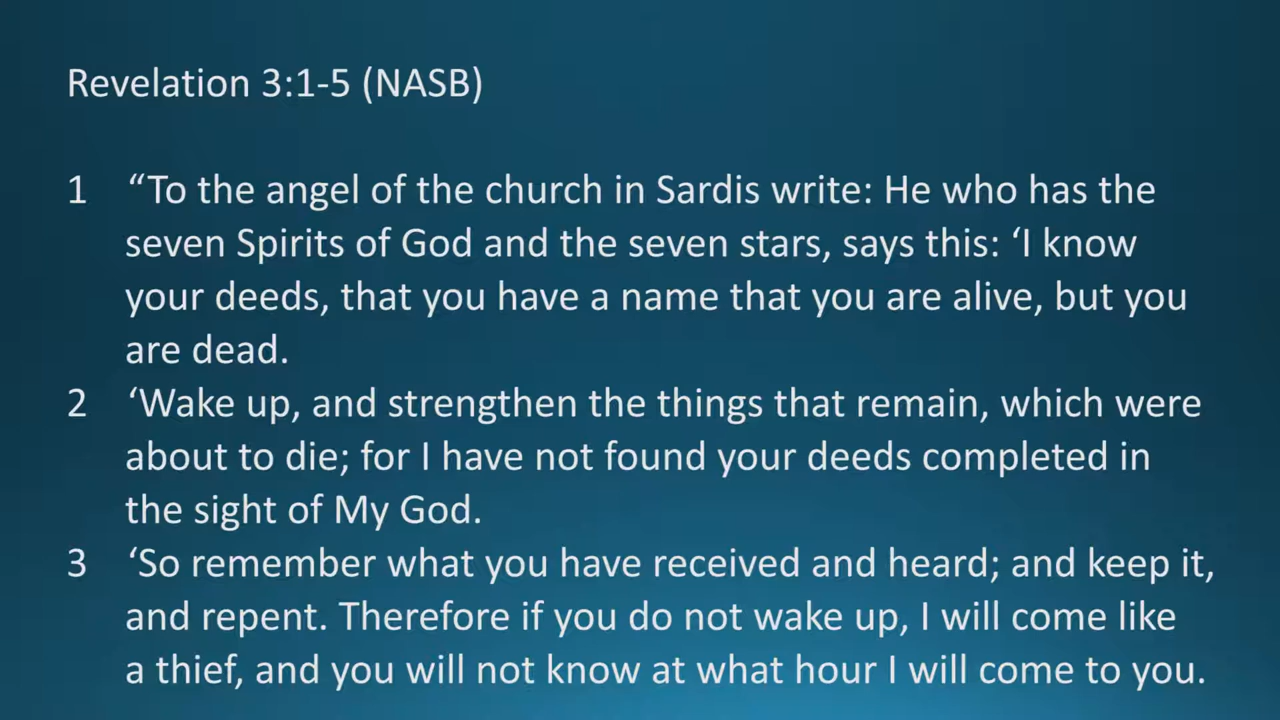 Revelation 3:1-5 (NASB)
1 “To the angel of the church in Sardis write: He who has the
seven Spirits of God and the seven stars, says this: ‘I know
your deeds, that you have a name that you are alive, but you
are dead.
2 ‘Wake up, and strengthen the things that remain, which were
about to die; for I have not found your deeds completed in
the sight of My God.
3 ‘So remember what you have received and heard; and keep it,
and repent. Therefore if you do not wake up, I will come like
a thief, and you will not know at what hour I will come to you.